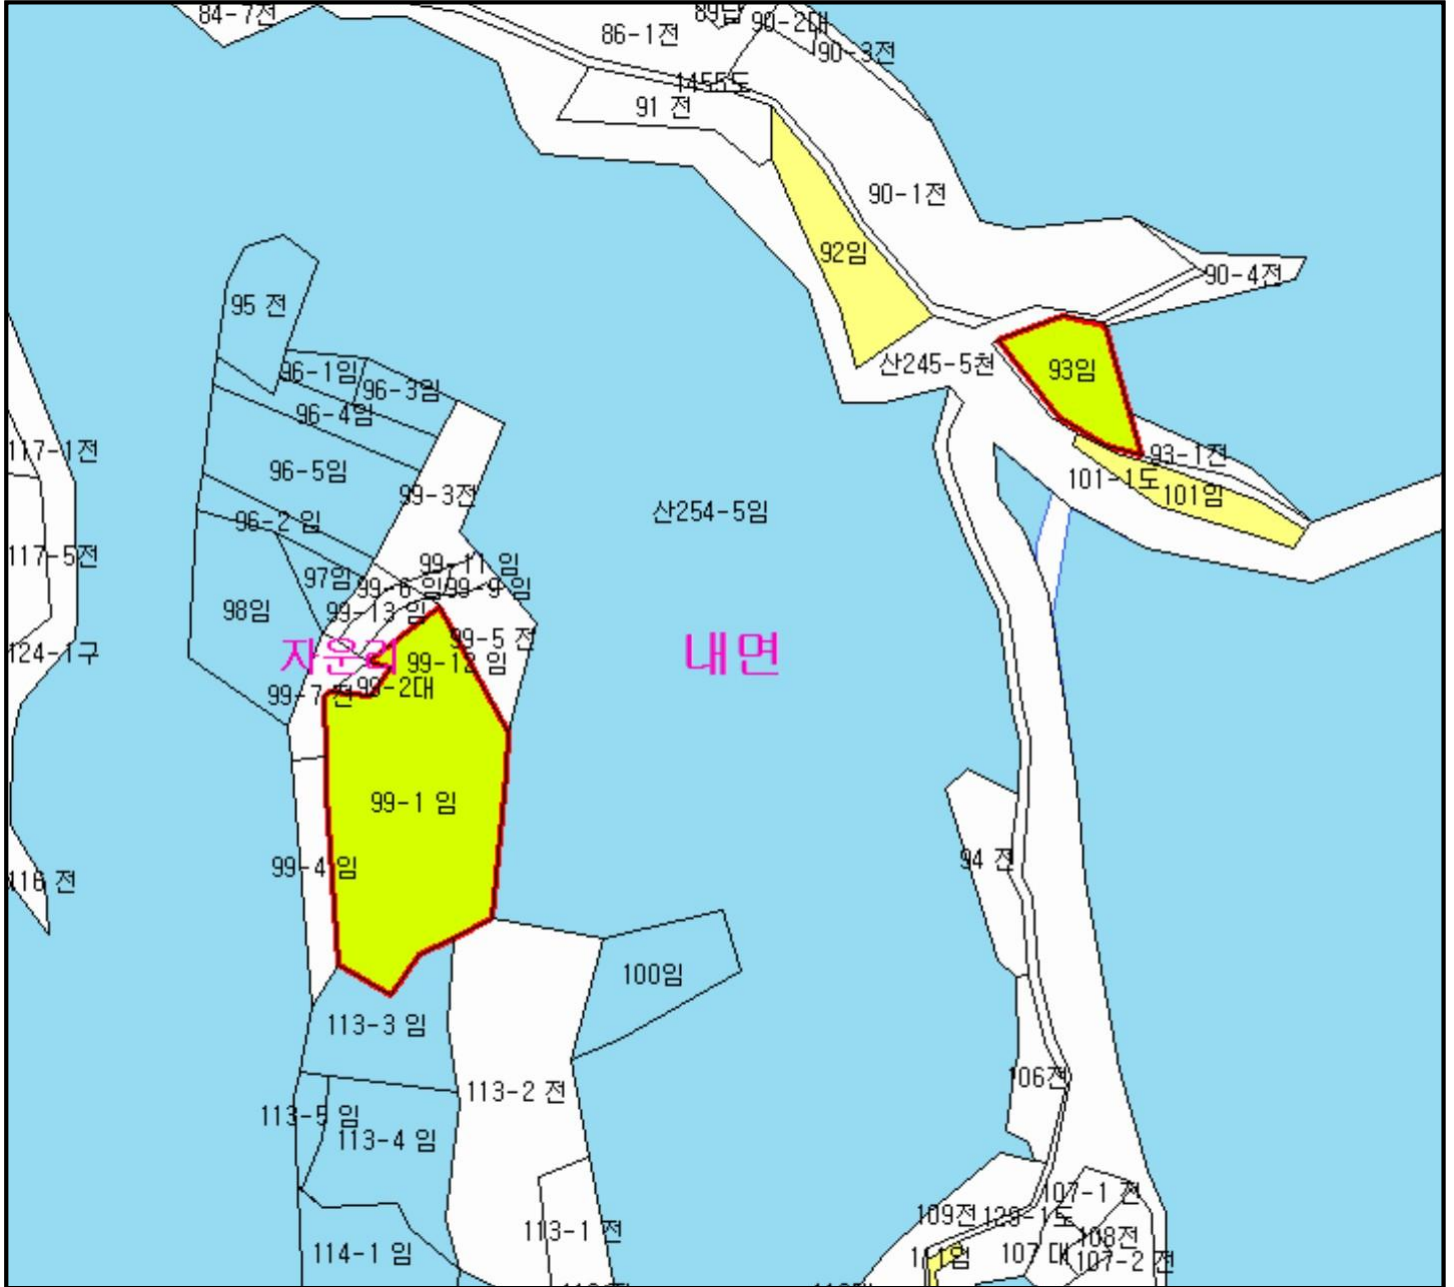 84-7전
89답
90-2대
86-1전
90-3전
1455도
91 전
90-1전
92임
90-4전
95 전
산245-5천
93임
96-1임
96-3임
96-4임
117-1전
93-1전
96-5임
101-1도
101임
99-3전
산254-5임
96-2 임
117-5전
99-11 임
97임
99-6 임
99-9 임
98임
99-13 임
99-5 전
124-1구
자운리
99-12 임
내면
99-7 전
99-2대
99-1 임
94 전
99-4 임
116 전
100임
113-3 임
106전
113-2 전
113-5 임
113-4 임
107-1 전
109전
129-1도
113-1 전
108전
114-1 임
111임
107 대
107-2 전